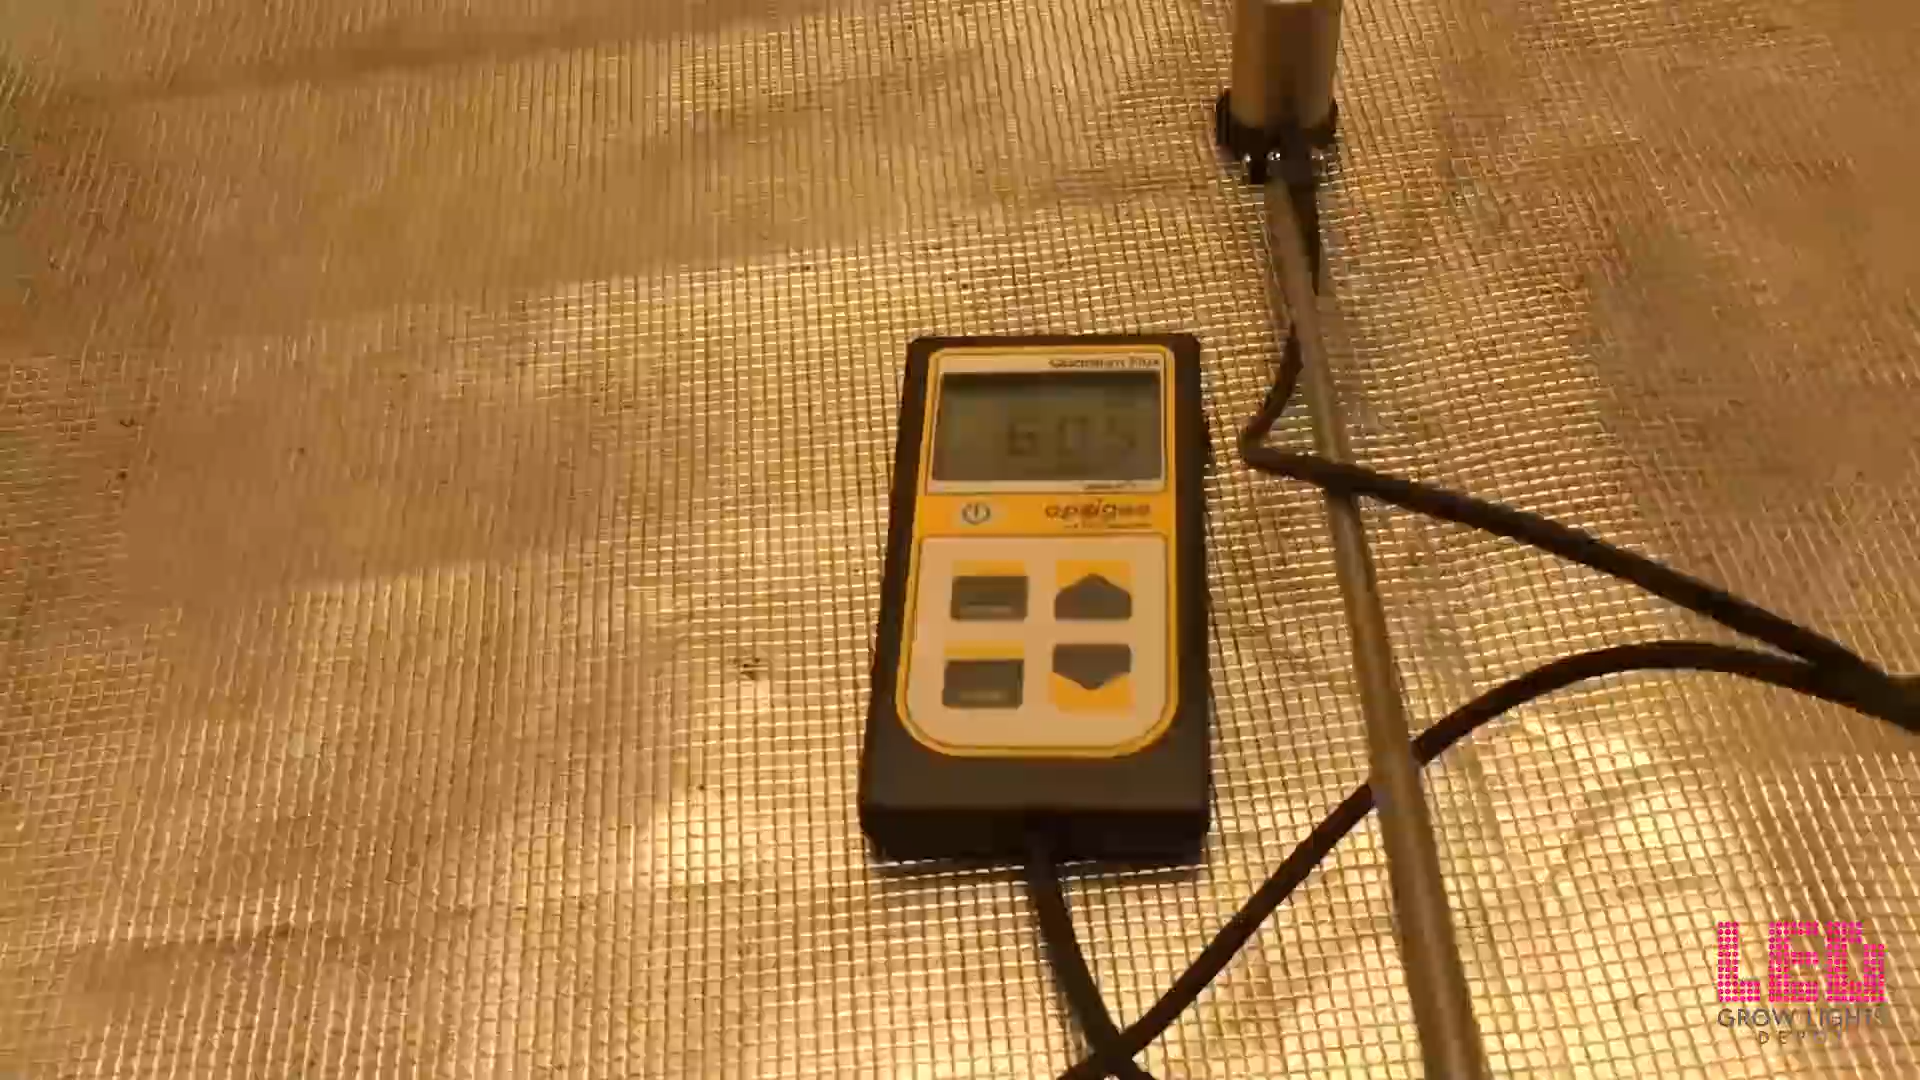 Quantum Flux
605
apogee
LED
GROW LIGHTS
DEPOT